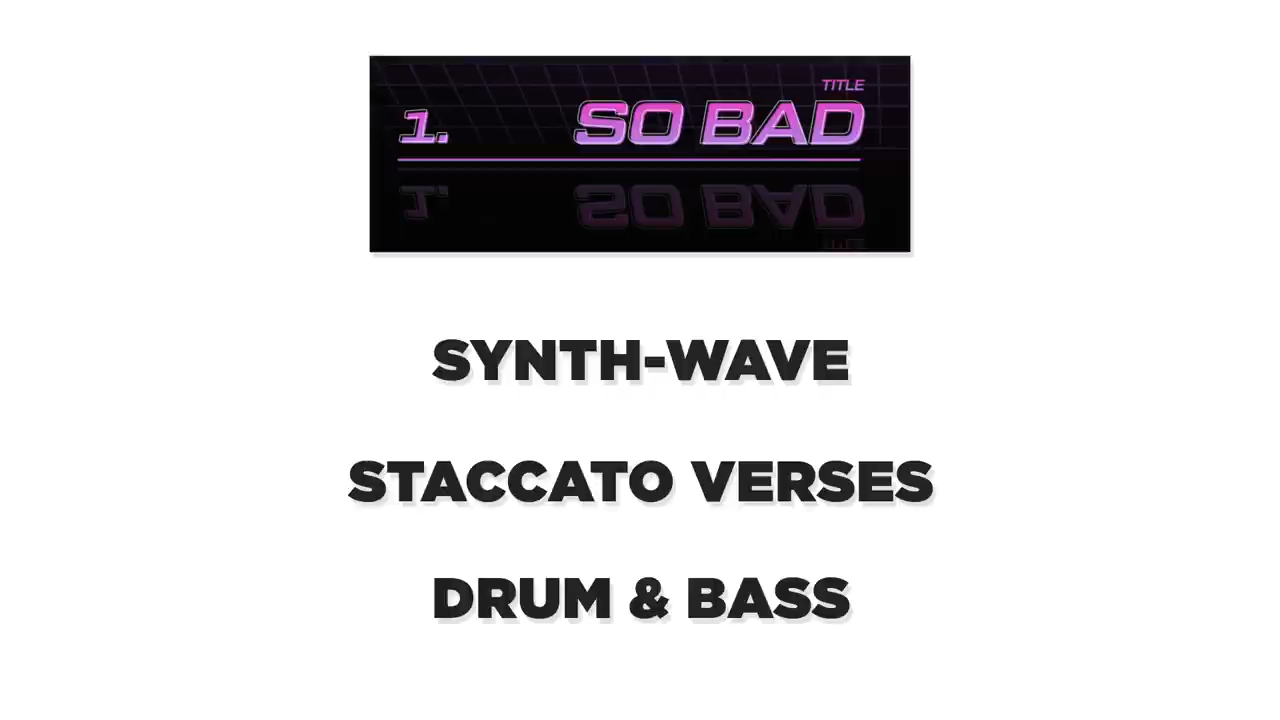 TITLE
1. SO BAD
SYNTH-WAVE
STACCATO VERSES
DRUM & BASS